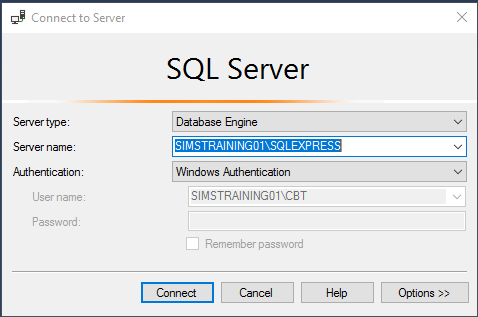 Connect to Server
SQL Server
Server type: Database Engine
Server name: SIMSTRAINING01\SQLEXPRESS
Authentication: Windows Authentication
User name: SIMSTRAINING01\CBT
Password:
Remember password
Connect Cancel Help Options >>